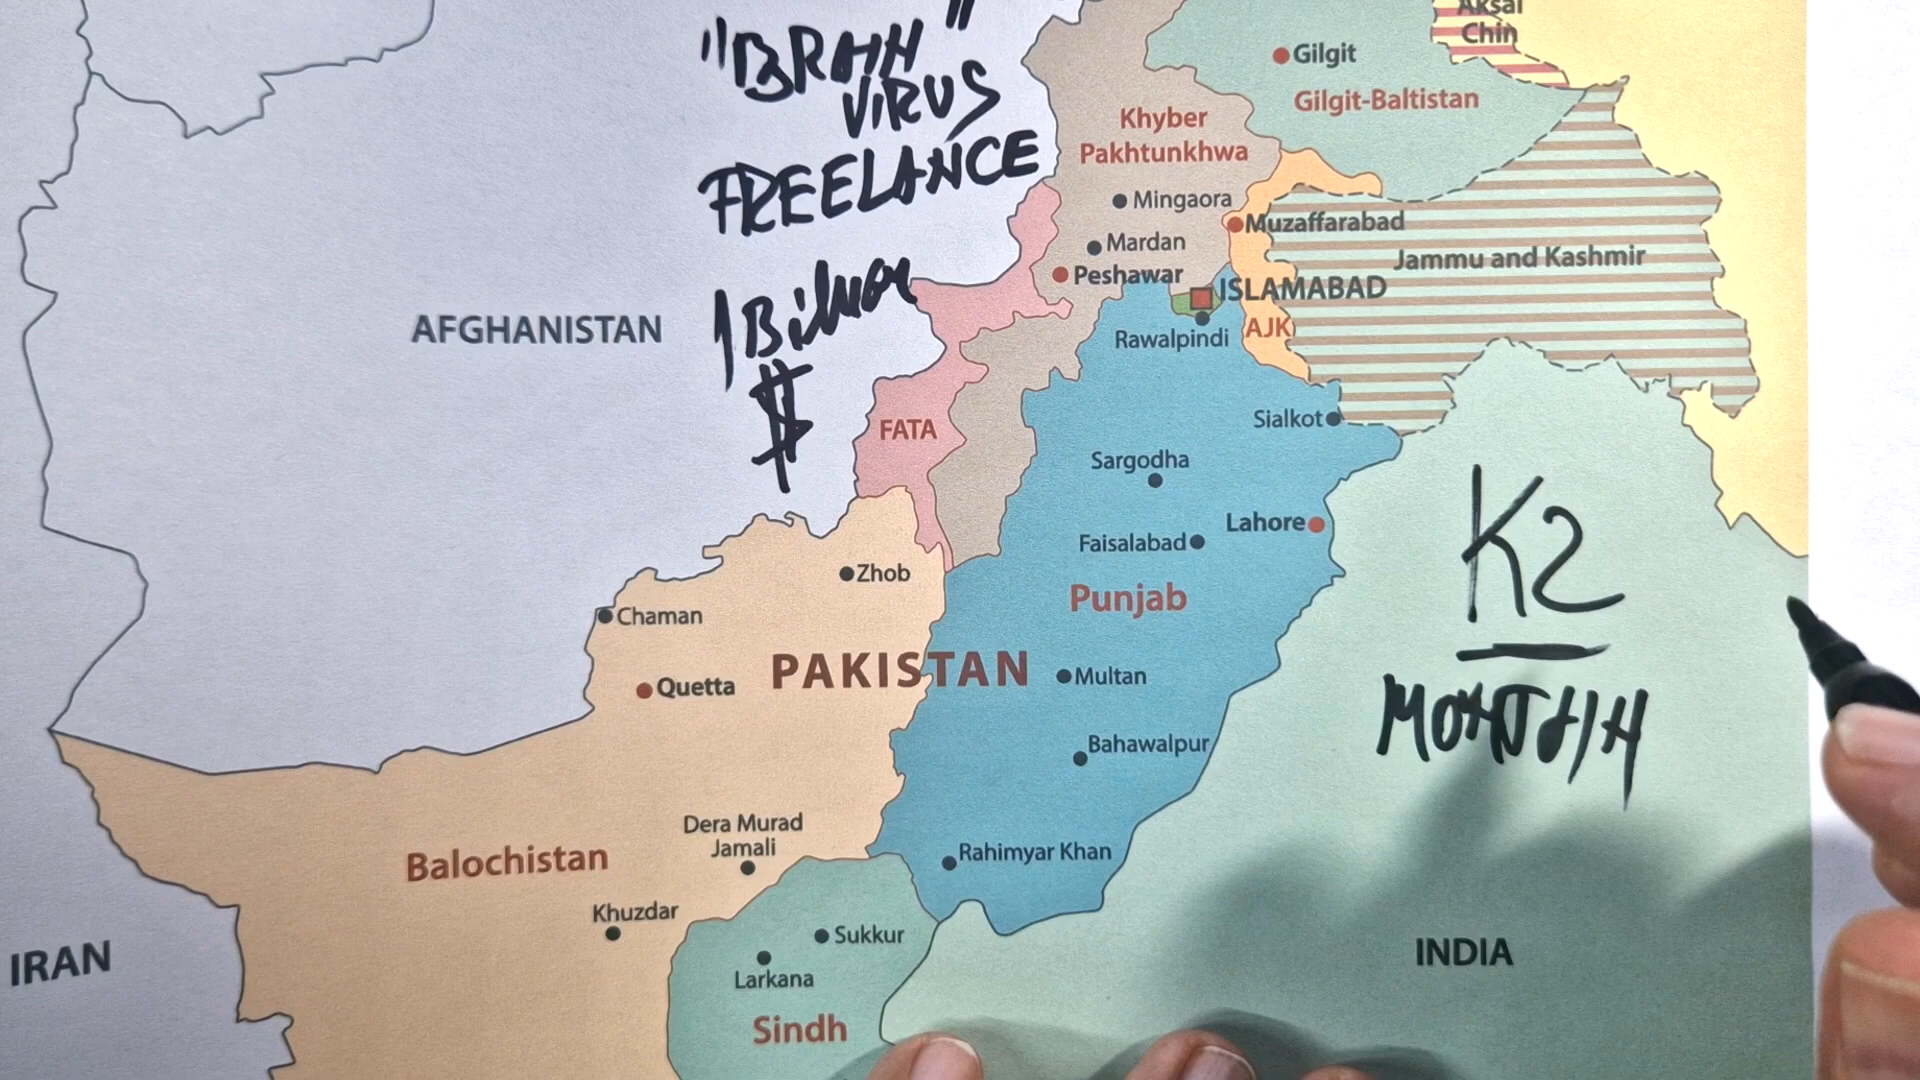 "BRAIN"
VIRUS
FREELANCE
1 Billion
$
Aksai
Chin
Gilgit
Gilgit-Baltistan
Khyber
Pakhtunkhwa
Mingaora
Mardan
Peshawar
Muzaffarabad
Jammu and Kashmir
ISLAMABAD
Rawalpindi
AJK
AFGHANISTAN
FATA
Sialkot
Sargodha
Lahore
Faisalabad
Punjab
K2
Zhob
Chaman
Quetta
PAKISTAN
Multan
Bahawalpur
Dera Murad
Jamali
Balochistan
Rahimyar Khan
Khuzdar
Sukkur
Larkana
Sindh
IRAN
INDIA